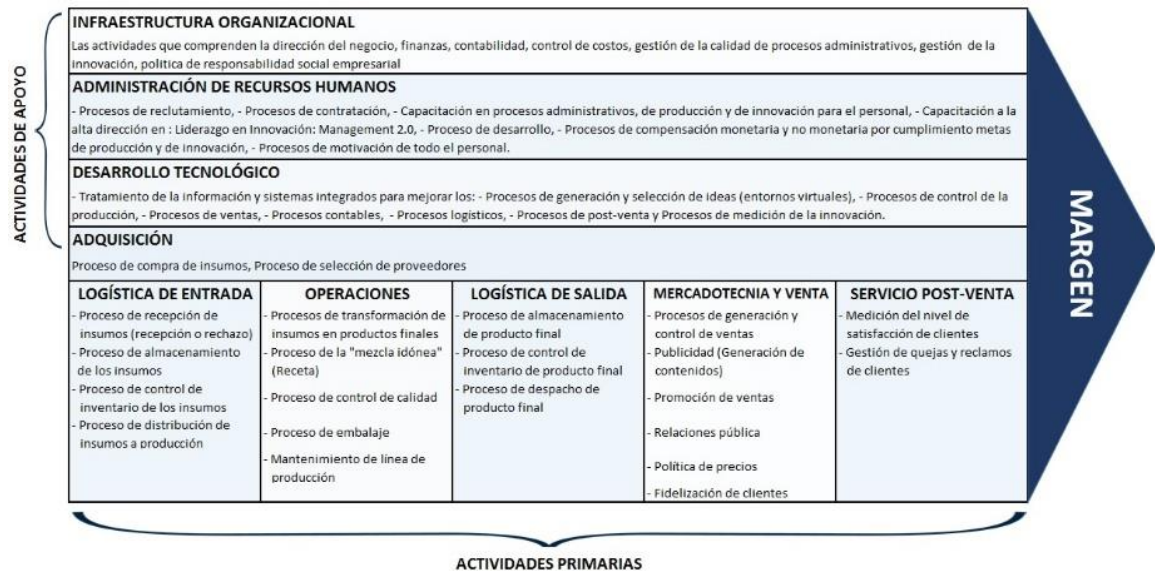 ACTIVIDADES DE APOYO
INFRAESTRUCTURA ORGANIZACIONAL
Las actividades que comprenden la dirección del negocio, finanzas, contabilidad, control de costos, gestión de la calidad de procesos administrativos, gestión de la
innovación, politica de responsabilidad social empresarial
ADMINISTRACIÓN DE RECURSOS HUMANOS
- Procesos de reclutamiento, - Procesos de contratación, - Capacitación en procesos administrativos, de producción y de innovación para el personal, - Capacitación a la
alta dirección en : Liderazgo en Innovación: Management 2.0, - Proceso de desarrollo, - Procesos de compensación monetaria y no monetaria por cumplimiento metas
de producción y de innovación, - Procesos de motivación de todo el personal.
DESARROLLO TECNOLÓGICO
- Tratamiento de la información y sistemas integrados para mejorar los: - Procesos de generación y selección de ideas (entornos virtuales), - Procesos de control de la
producción, - Procesos de ventas, - Procesos contables, - Procesos logísticos, - Procesos de post-venta y Procesos de medición de la innovación.
ADQUISICIÓN
Proceso de compra de insumos, Proceso de selección de proveedores
LOGÍSTICA DE ENTRADA
- Proceso de recepción de
insumos (recepción o rechazo)
- Proceso de almacenamiento
de los insumos
- Proceso de control de
inventario de los insumos
- Proceso de distribución de
insumos a producción
OPERACIONES
- Procesos de transformación de
insumos en productos finales
- Proceso de la "mezcla idónea"
(Receta)
- Proceso de control de calidad
- Proceso de embalaje
- Mantenimiento de línea de
producción
LOGÍSTICA DE SALIDA
- Proceso de almacenamiento
de producto final
- Proceso de control de
inventario de producto final
- Proceso de despacho de
producto final
MERCADOTECNIA Y VENTA
- Procesos de generación y
control de ventas
- Publicidad (Generación de
contenidos)
- Promoción de ventas
- Relaciones pública
- Política de precios
- Fidelización de clientes
SERVICIO POST-VENTA
- Medición del nivel de
satisfacción de clientes
- Gestión de quejas y reclamos
de clientes
MARGEN
ACTIVIDADES PRIMARIAS